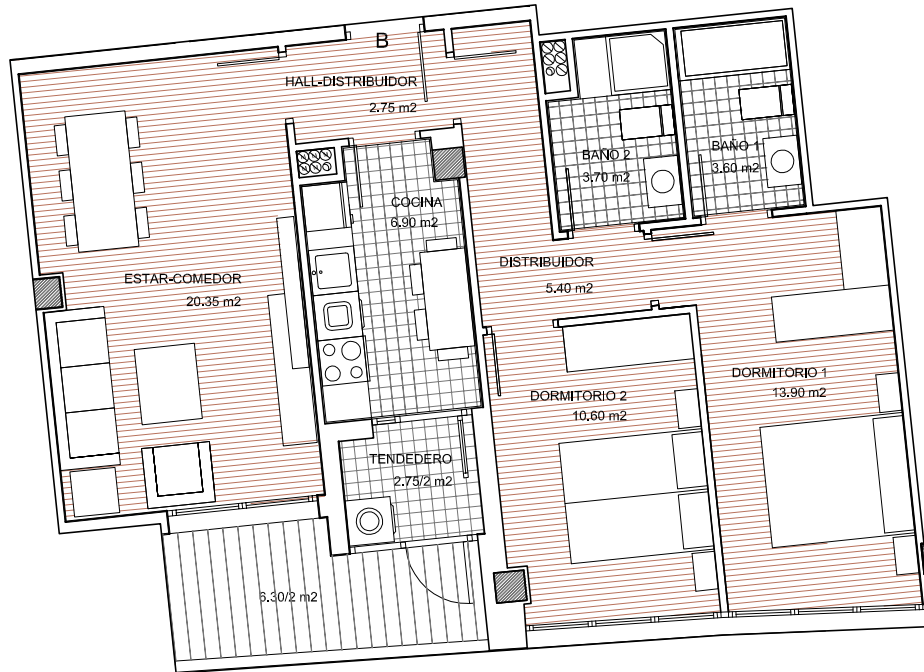 B
HALL-DISTRIBUIDOR
2.75 m2
BAÑO 2
3.70 m2
BAÑO 1
3.60 m2
COCINA
6.90 m2
ESTAR-COMEDOR
20.35 m2
DISTRIBUIDOR
5.40 m2
DORMITORIO 2
10.60 m2
DORMITORIO 1
13.90 m2
TENDEDERO
2.75/2 m2
6.30/2 m2